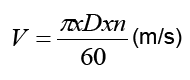 V = πxDxn/60 (m/s)